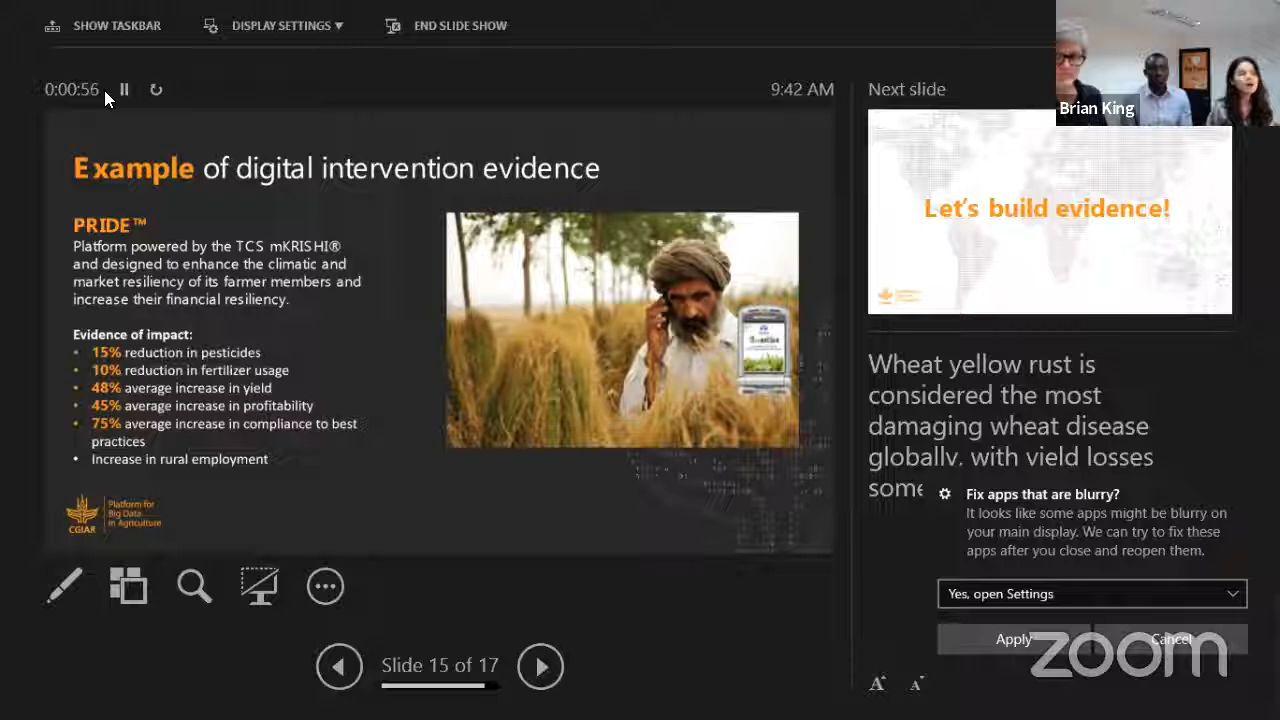 SHOW TASKBAR
DISPLAY SETTINGS ▼
END SLIDE SHOW
0:00:56
9:42 AM
Example of digital intervention evidence
PRIDE™
Platform powered by the TCS mKRISHI®
and designed to enhance the climatic and
market resiliency of its farmer members and
increase their financial resiliency.
Evidence of impact:
• 15% reduction in pesticides
• 10% reduction in fertilizer usage
• 48% average increase in yield
• 45% average increase in profitability
• 75% average increase in compliance to best
practices
• Increase in rural employment
CGIAR
Platform for
Big Data
in Agriculture
Slide 15 of 17
Next slide
Brian King
Let's build evidence!
CGIAR
Wheat yellow rust is
considered the most
damaging wheat disease
globally, with yield losses
Fix apps that are blurry?
It looks like some apps might be blurry on
your main display. We can try to fix these
apps after you close and reopen them.
Yes, open Settings
Apply
Cancel
zoom
A
A